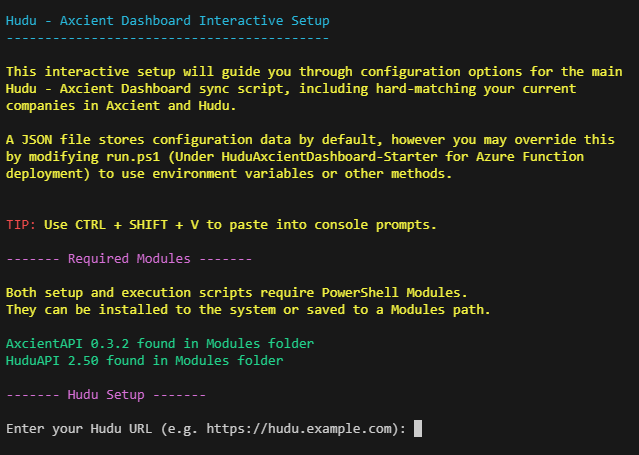 Hudu - Axcient Dashboard Interactive Setup
------------------------------------------
This interactive setup will guide you through configuration options for the main
Hudu - Axcient Dashboard sync script, including hard-matching your current
companies in Axcient and Hudu.
A JSON file stores configuration data by default, however you may override this
by modifying run.ps1 (Under HuduAxcientDashboard-Starter for Azure Function
deployment) to use environment variables or other methods.
TIP: Use CTRL + SHIFT + V to paste into console prompts.
------- Required Modules -------
Both setup and execution scripts require PowerShell Modules.
They can be installed to the system or saved to a Modules path.
AxcientAPI 0.3.2 found in Modules folder
HuduAPI 2.50 found in Modules folder
------- Hudu Setup -------
Enter your Hudu URL (e.g. https://hudu.example.com):